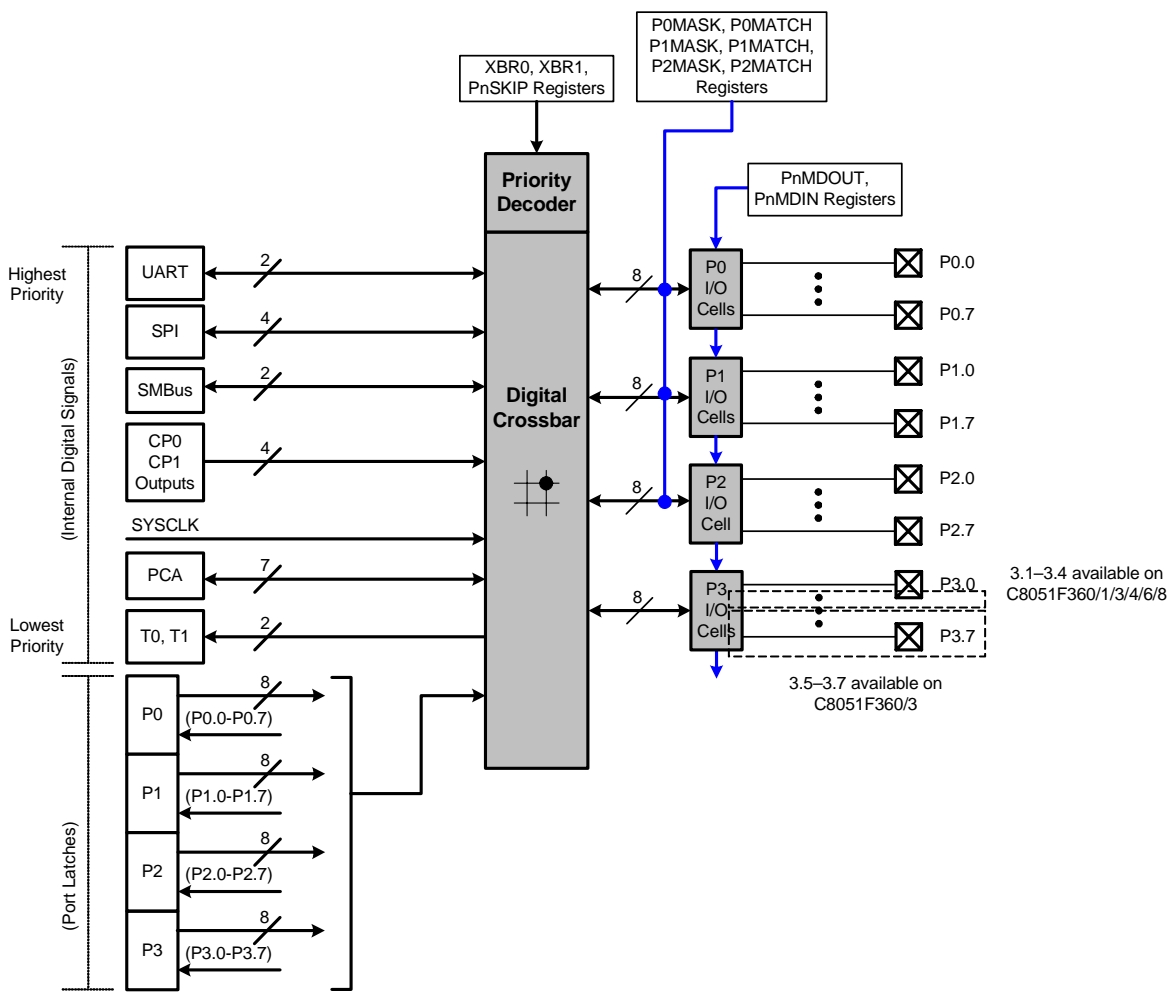 P0MASK, P0MATCH
P1MASK, P1MATCH,
P2MASK, P2MATCH
Registers
XBR0, XBR1,
PnSKIP Registers
Priority
Decoder
PnMDOUT,
PnMDIN Registers
Highest
Priority
(Internal Digital Signals)
Lowest
Priority
UART
2
SPI
4
SMBus
2
CP0
CP1
Outputs
4
SYSCLK
PCA
7
T0, T1
2
Digital
Crossbar
8
P0
I/O
Cells
P0.0
P0.7
8
P1
I/O
Cells
P1.0
P1.7
8
P2
I/O
Cell
P2.0
P2.7
8
P3
I/O
Cells
P3.0
P3.7
3.1–3.4 available on
C8051F360/1/3/4/6/8
3.5–3.7 available on
C8051F360/3
(Port Latches)
P0
8
(P0.0-P0.7)
P1
8
(P1.0-P1.7)
P2
8
(P2.0-P2.7)
P3
8
(P3.0-P3.7)